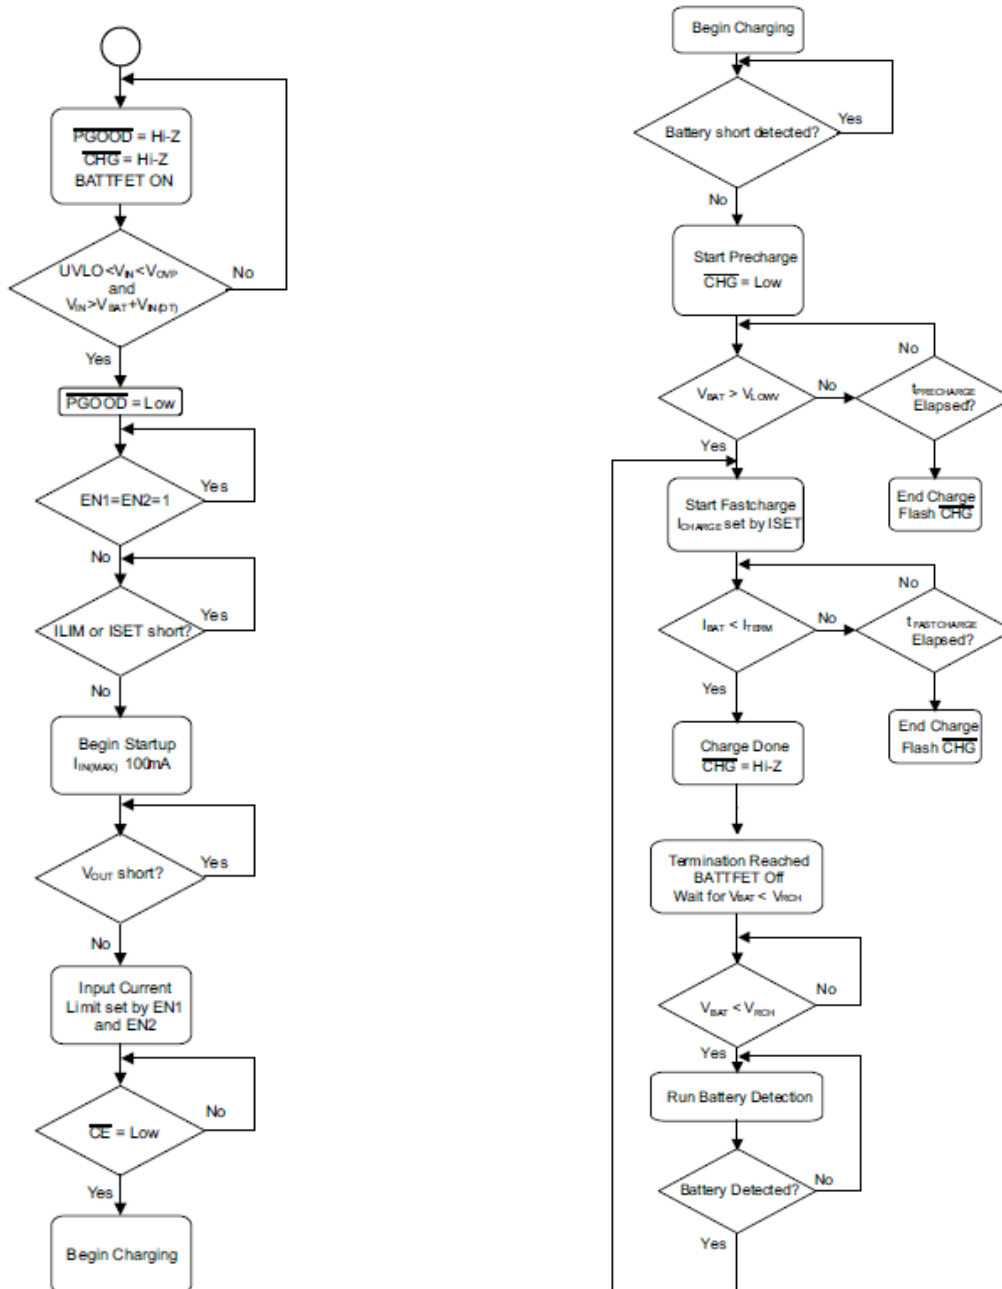 PGOOD = Hi-Z
CHG = Hi-Z
BATTFET ON
UVLO<VIN<VOVP
and
VIN>VBAT+VIN(DT)
No
Yes
PGOOD = Low
EN1=EN2=1
Yes
No
ILIM or ISET short?
Yes
No
Begin Startup
IIN(MAX) 100mA
VOUT short?
Yes
No
Input Current
Limit set by EN1
and EN2
CE = Low
No
Yes
Begin Charging
Begin Charging
Battery short detected?
Yes
No
Start Precharge
CHG = Low
VBAT > VLOWV
No
Yes
No
tPRECHARGE
Elapsed?
End Charge
Flash CHG
Start Fastcharge
ICHARGE set by ISET
IBAT < ITERM
No
Yes
No
tFASTCHARGE
Elapsed?
End Charge
Flash CHG
Charge Done
CHG = Hi-Z
Termination Reached
BATTFET Off
Wait for VBAT < VRCH
VBAT < VRCH
No
Yes
Run Battery Detection
Battery Detected?
No
Yes